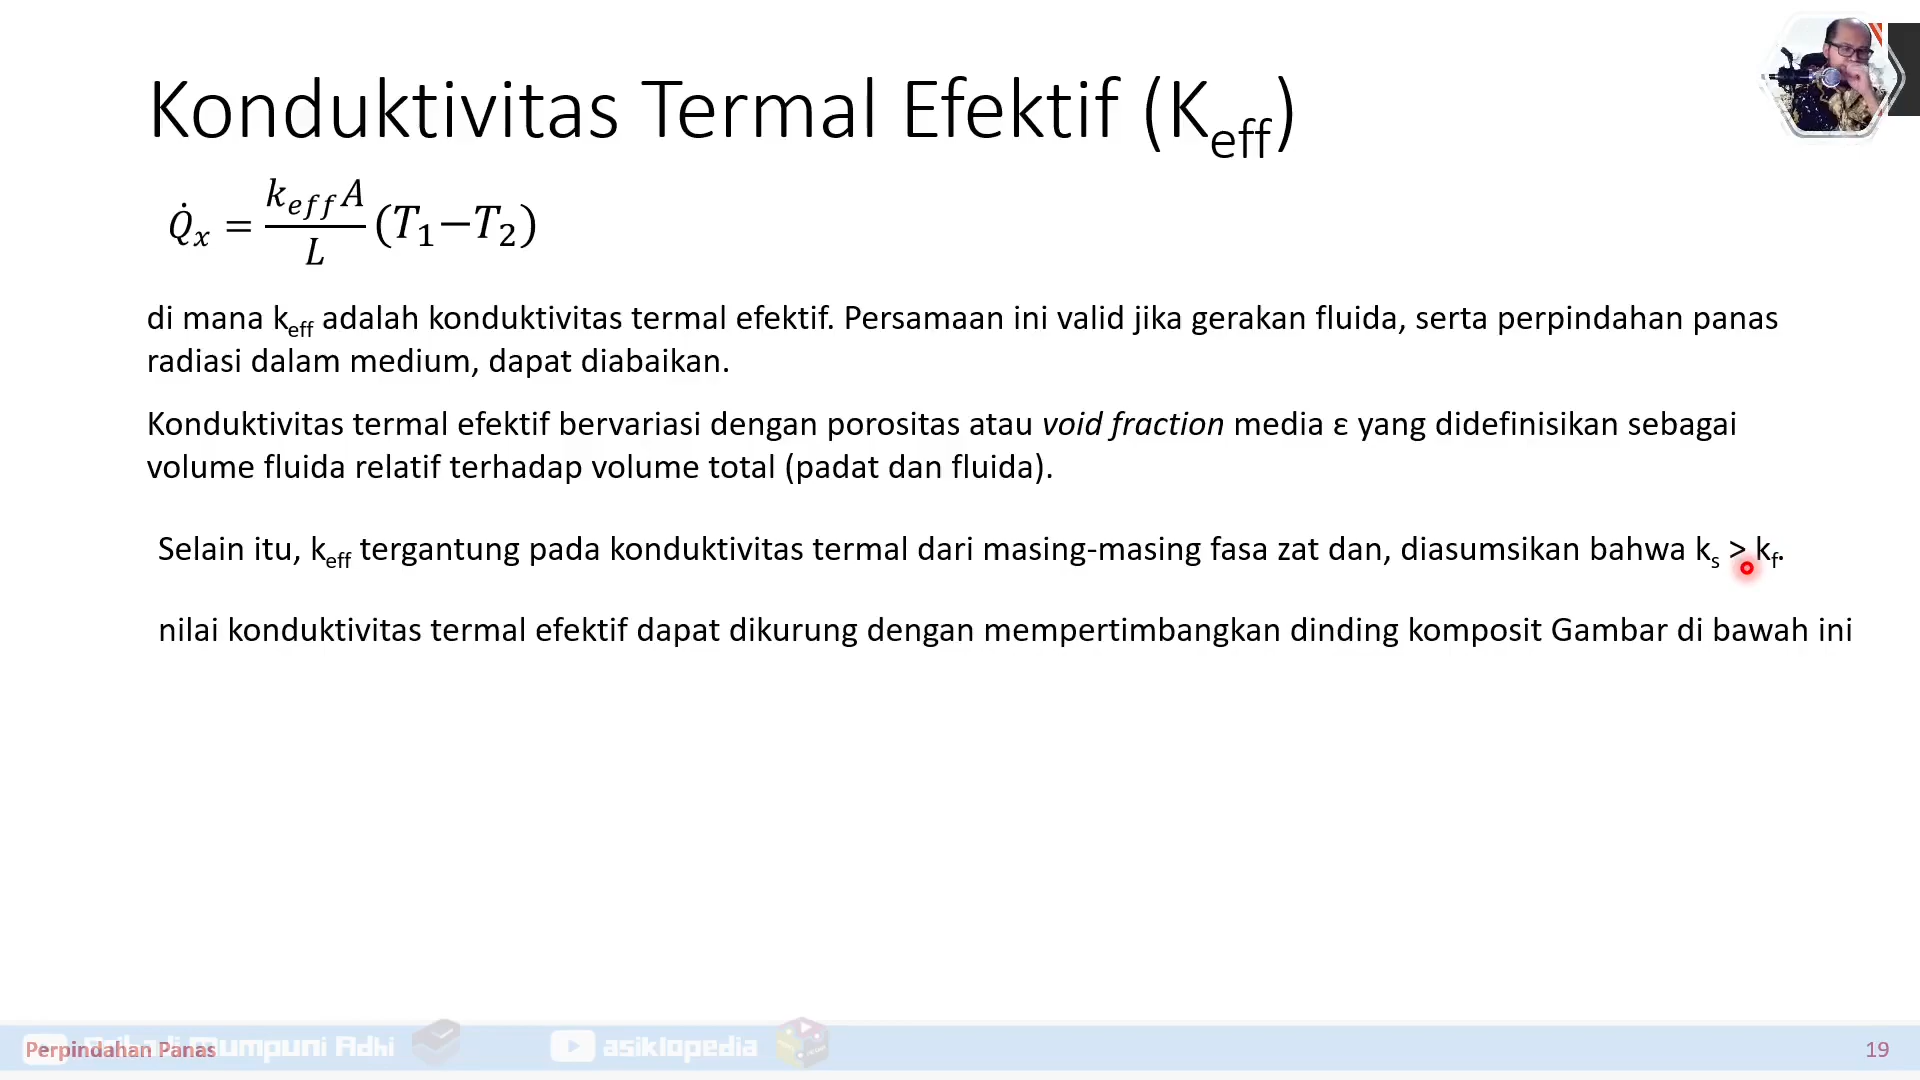 Konduktivitas Termal Efektif (Keff)
Q̇x = keff A / L (T1−T2)
di mana keff adalah konduktivitas termal efektif. Persamaan ini valid jika gerakan fluida, serta perpindahan panas
radiasi dalam medium, dapat diabaikan.
Konduktivitas termal efektif bervariasi dengan porositas atau void fraction media ε yang didefinisikan sebagai
volume fluida relatif terhadap volume total (padat dan fluida).
Selain itu, keff tergantung pada konduktivitas termal dari masing-masing fasa zat dan, diasumsikan bahwa ks > kf.
nilai konduktivitas termal efektif dapat dikurung dengan mempertimbangkan dinding komposit Gambar di bawah ini
Perpindahan Panas
Mumpuni Adhi
asiklopedia
19